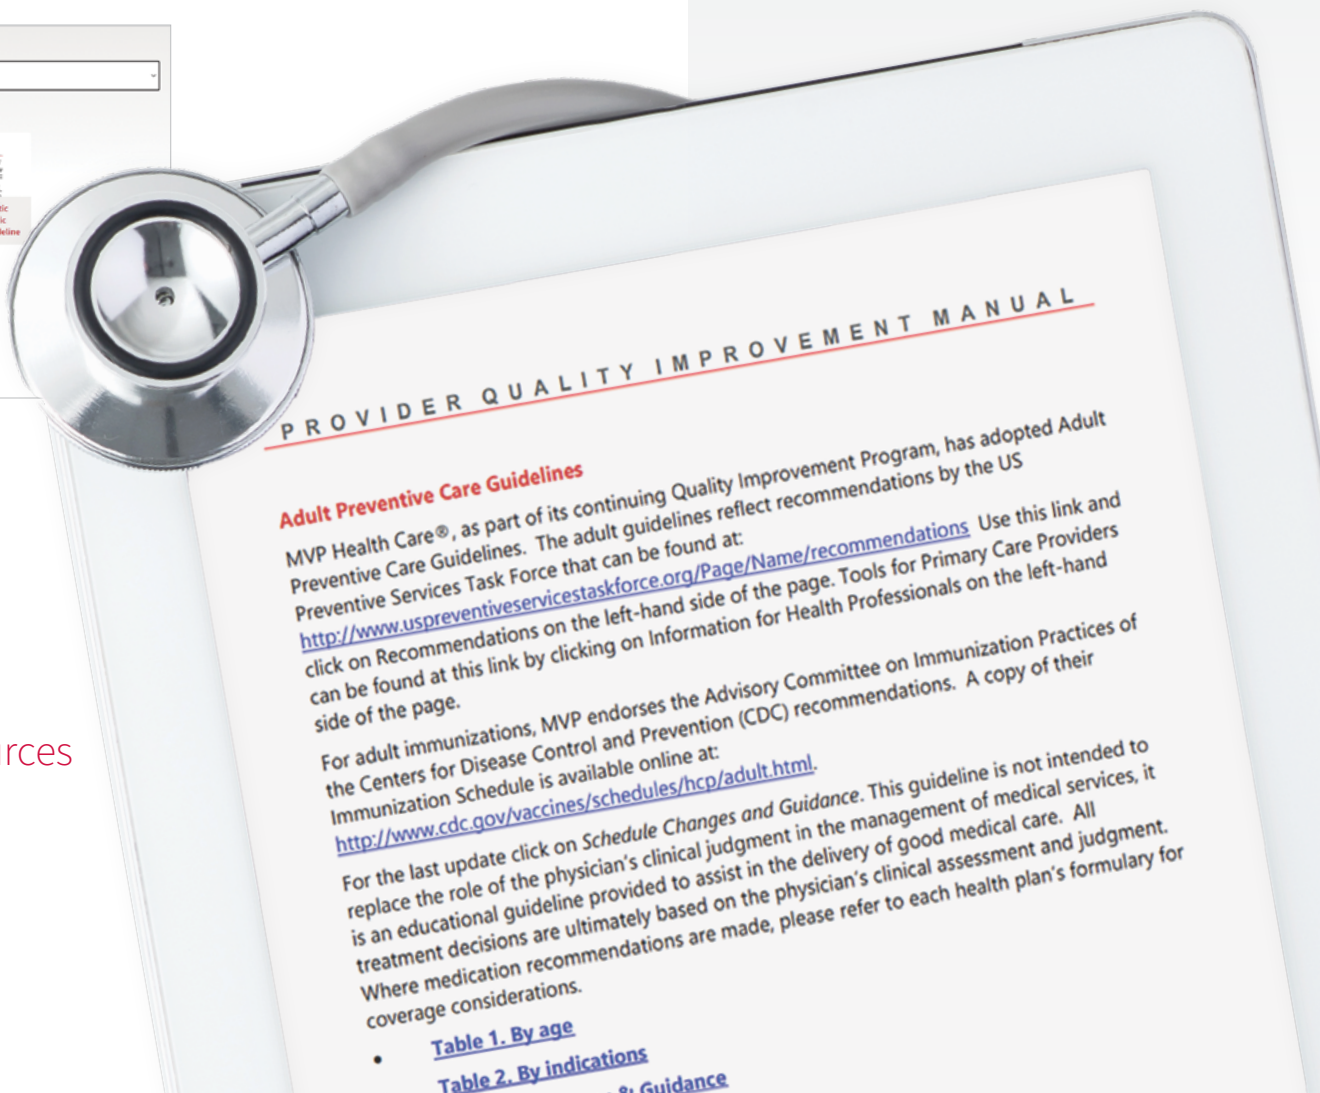 tic
ic
leline
urces
PROVIDER QUALITY IMPROVEMENT MANUAL
Adult Preventive Care Guidelines
MVP Health Care®, as part of its continuing Quality Improvement Program, has adopted Adult
Preventive Care Guidelines. The adult guidelines reflect recommendations by the US
Preventive Services Task Force that can be found at:
http://www.uspreventiveservicestaskforce.org/Page/Name/recommendations Use this link and
click on Recommendations on the left-hand side of the page. Tools for Primary Care Providers
can be found at this link by clicking on Information for Health Professionals on the left-hand
side of the page.
For adult immunizations, MVP endorses the Advisory Committee on Immunization Practices of
the Centers for Disease Control and Prevention (CDC) recommendations. A copy of their
Immunization Schedule is available online at:
http://www.cdc.gov/vaccines/schedules/hcp/adult.html.
For the last update click on Schedule Changes and Guidance. This guideline is not intended to
replace the role of the physician's clinical judgment in the management of medical services, it
is an educational guideline provided to assist in the delivery of good medical care. All
treatment decisions are ultimately based on the physician's clinical assessment and judgment.
Where medication recommendations are made, please refer to each health plan's formulary for
coverage considerations.
• Table 1. By age
Table 2. By indications
& Guidance